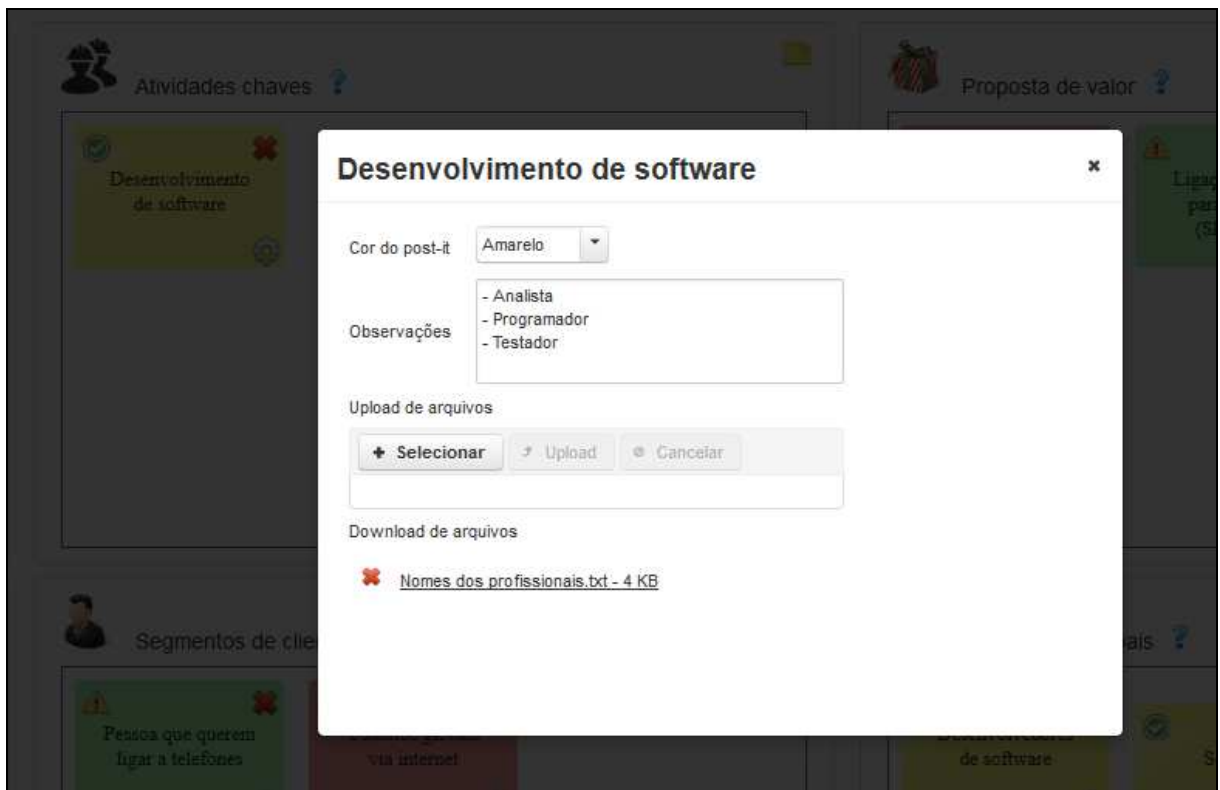 Atividades chaves ?
Proposta de valor ?
Desenvolvimento
de software
Desenvolvimento de software
Cor do post-it
Amarelo
Observações
- Analista
- Programador
- Testador
Upload de arquivos
Selecionar
Upload
Cancelar
Download de arquivos
Nomes dos profissionais.txt - 4 KB
Segmentos de clie
ais ?
Pessoa que querem
ligar a telefones
via internet
de software